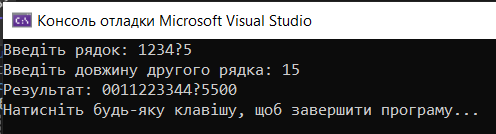 Консоль отладки Microsoft Visual Studio
Введіть рядок: 1234?5
Введіть довжину другого рядка: 15
Результат: 0011223344?5500
Натисніть будь-яку клавішу, щоб завершити програму...